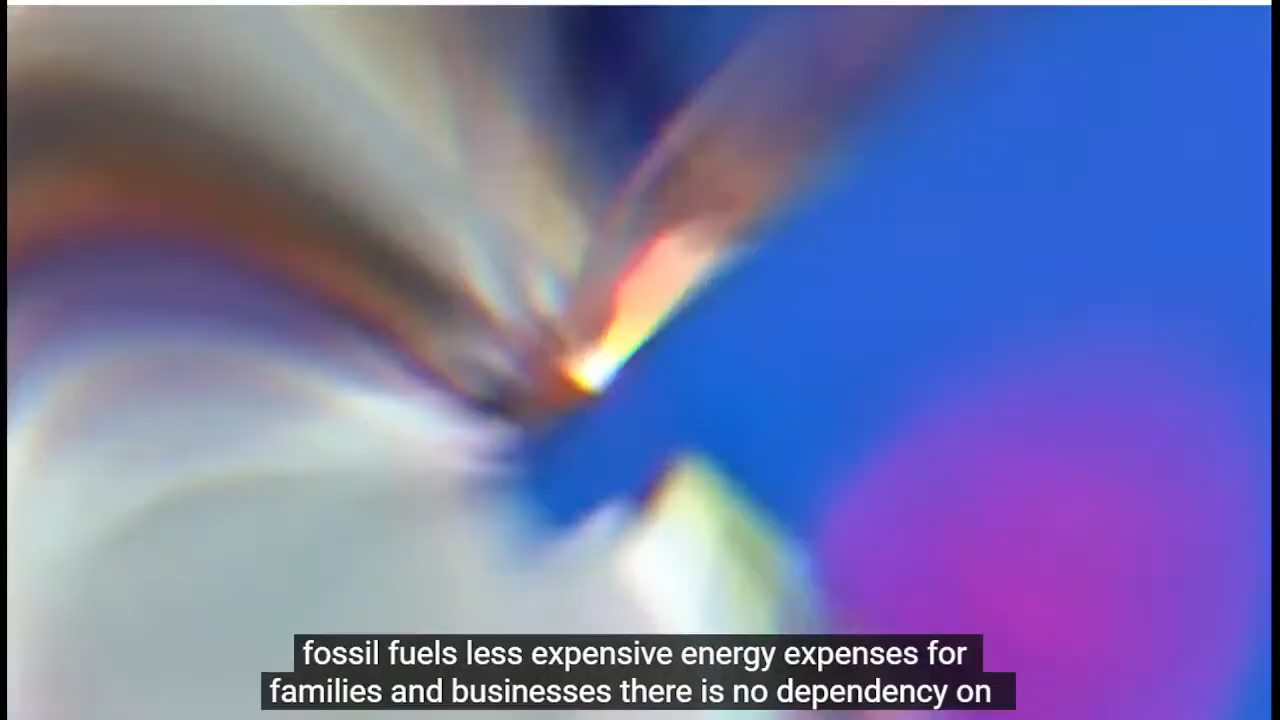 fossil fuels less expensive energy expenses for
families and businesses there is no dependency on